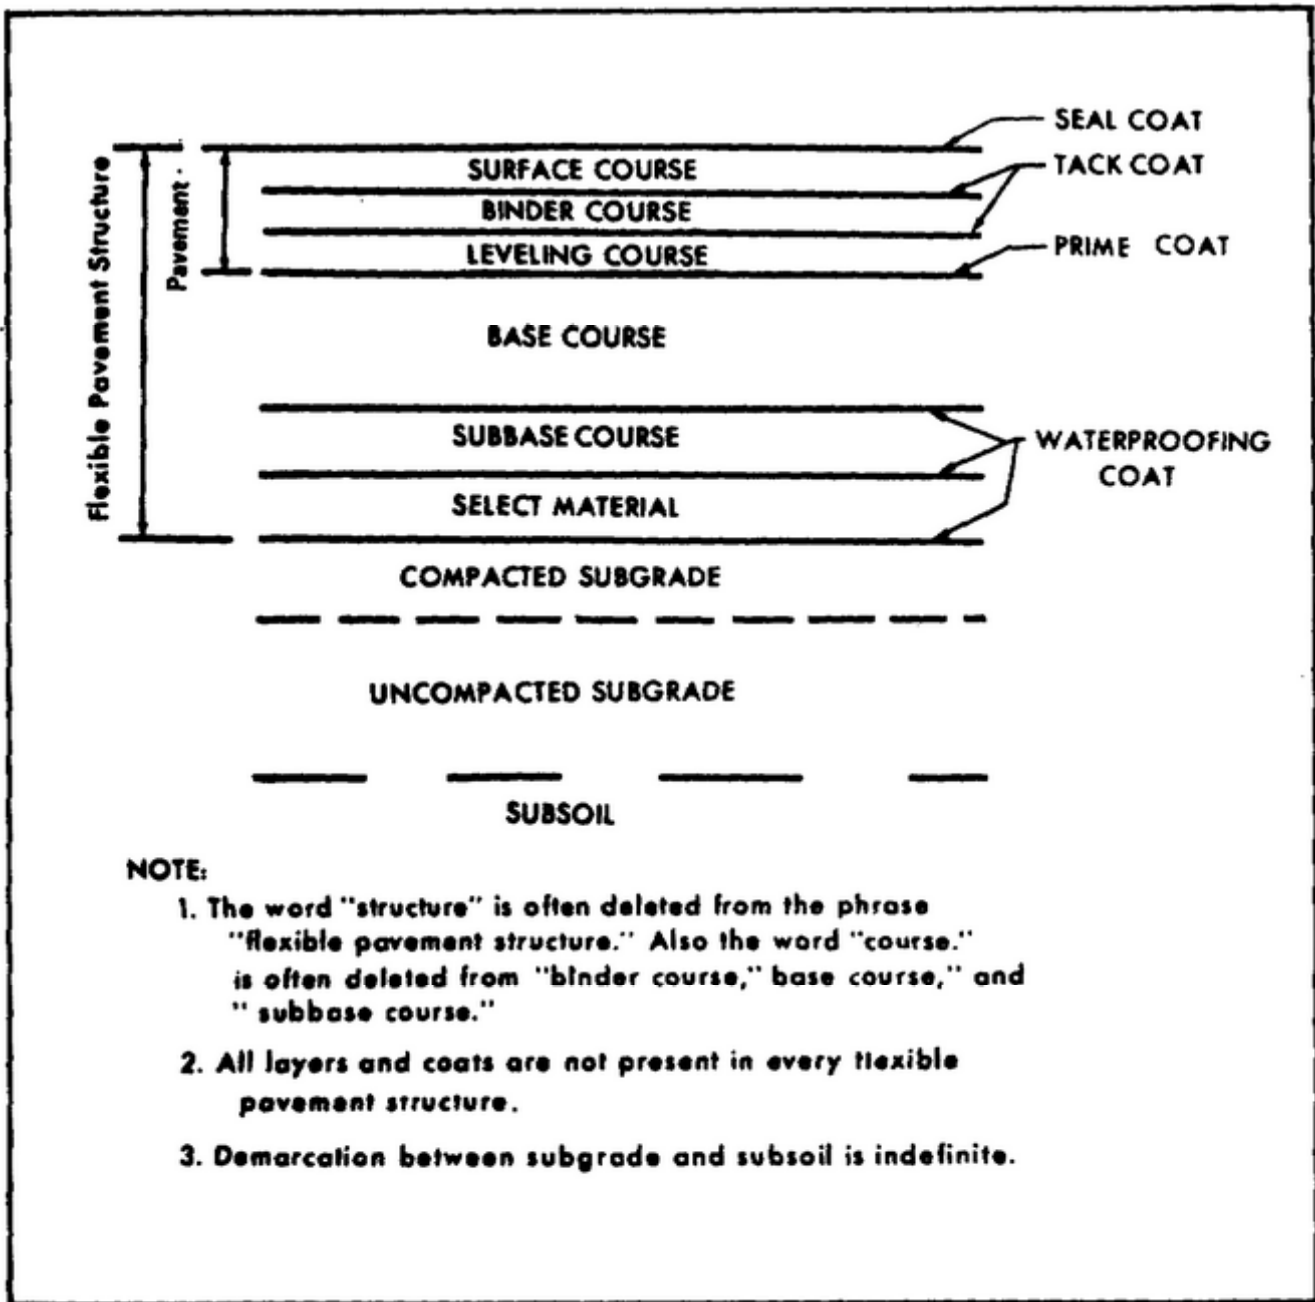 SEAL COAT
SURFACE COURSE
TACK COAT
BINDER COURSE
LEVELING COURSE
PRIME COAT
Pavement
Flexible Pavement Structure
BASE COURSE
SUBBASE COURSE
WATERPROOFING
COAT
SELECT MATERIAL
COMPACTED SUBGRADE
UNCOMPACTED SUBGRADE
SUBSOIL
NOTE:
1. The word "structure" is often deleted from the phrase
"flexible pavement structure." Also the word "course."
is often deleted from "binder course," base course," and
" subbase course."
2. All layers and coats are not present in every flexible
pavement structure.
3. Demarcation between subgrade and subsoil is indefinite.